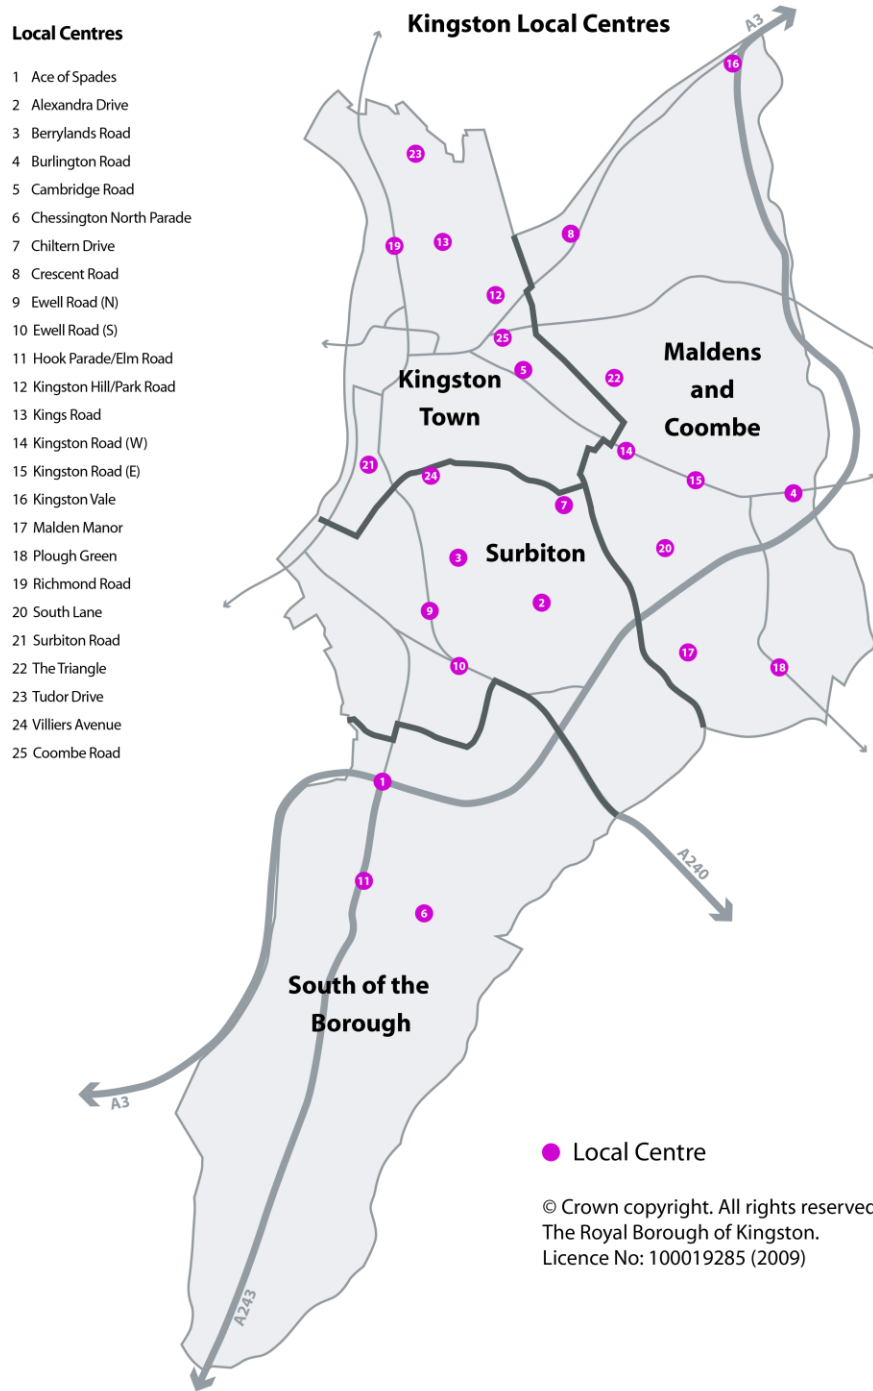 Kingston Local Centres
Local Centres
1 Ace of Spades
2 Alexandra Drive
3 Berrylands Road
4 Burlington Road
5 Cambridge Road
6 Chessington North Parade
7 Chiltern Drive
8 Crescent Road
9 Ewell Road (N)
10 Ewell Road (S)
11 Hook Parade/Elm Road
12 Kingston Hill/Park Road
13 Kings Road
14 Kingston Road (W)
15 Kingston Road (E)
16 Kingston Vale
17 Malden Manor
18 Plough Green
19 Richmond Road
20 South Lane
21 Surbiton Road
22 The Triangle
23 Tudor Drive
24 Villiers Avenue
25 Coombe Road
A3
16
23
8
19
13
12
25
5
22
Maldens
and
Coombe
Kingston
Town
14
21
24
15
4
7
Surbiton
3
20
2
9
10
17
18
1
A240
11
6
South of the
Borough
A3
A243
Local Centre
© Crown copyright. All rights reserved
The Royal Borough of Kingston.
Licence No: 100019285 (2009)